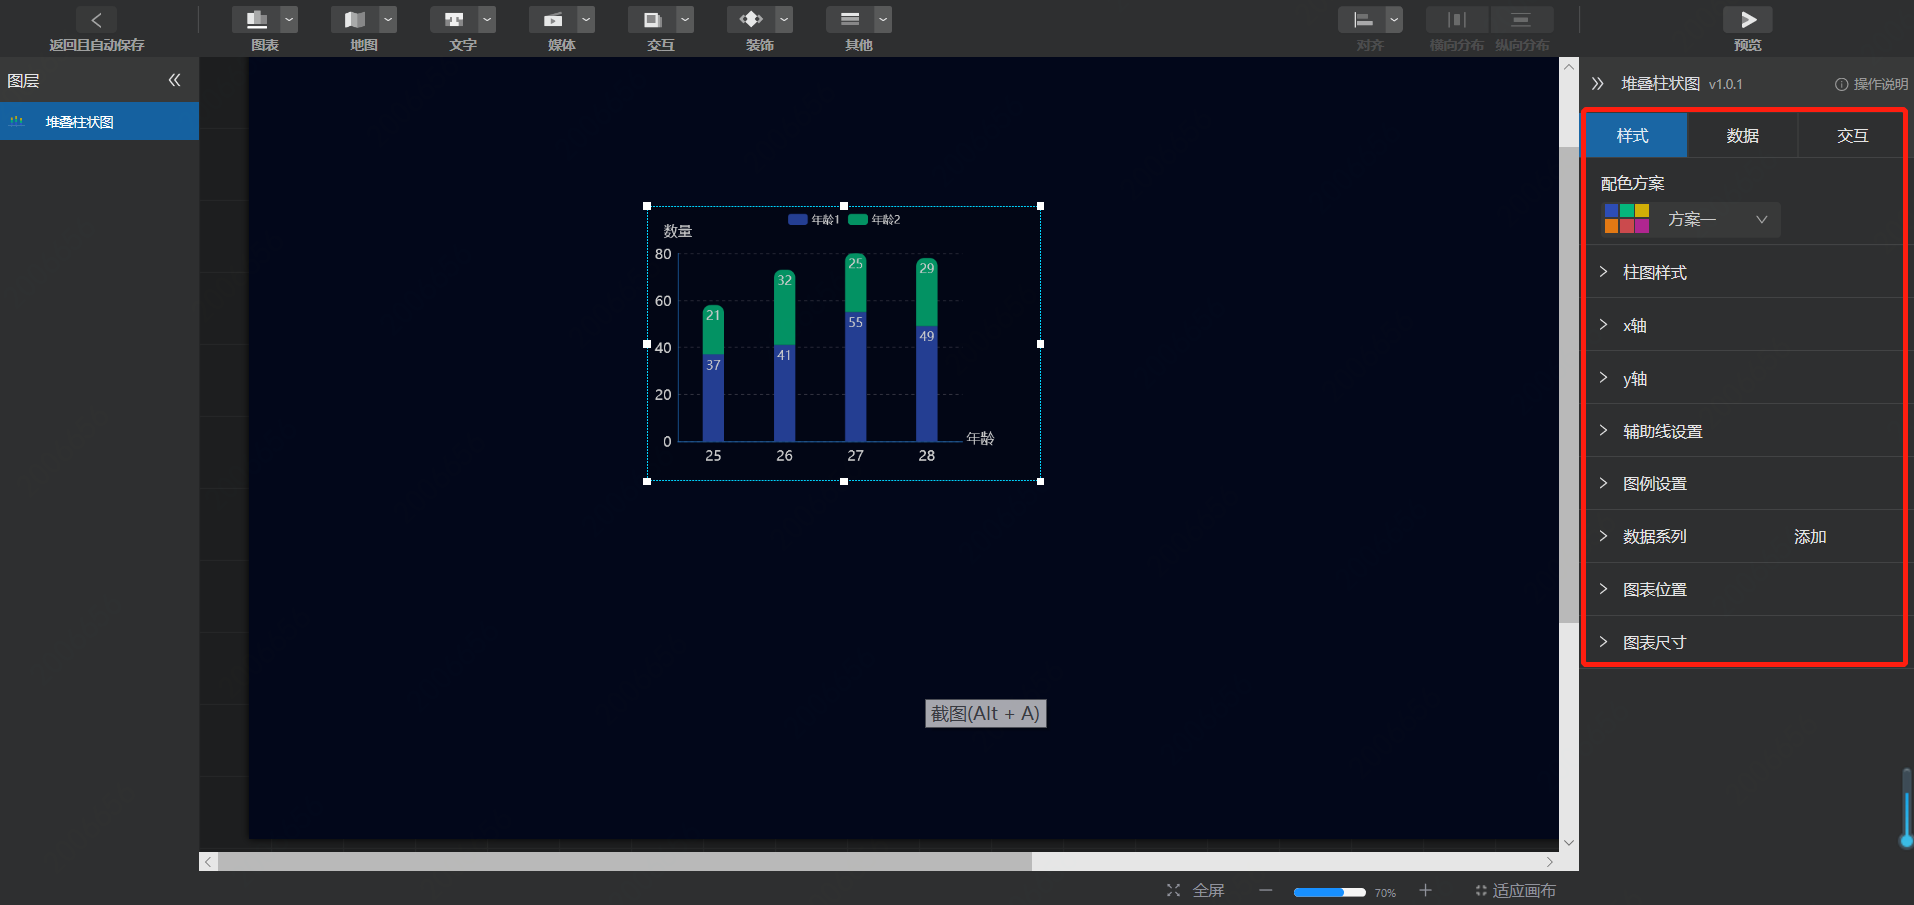 返回且自动保存
图表
地图
文字
媒体
交互
装饰
其他
对齐
横向分布
纵向分布
预览
图层
堆叠柱状图
数量
年龄1
年龄2
80
60
40
20
0
21
37
32
41
25
55
29
49
25
26
27
28
年龄
截图(Alt + A)
堆叠柱状图 v1.0.1
操作说明
样式
数据
交互
配色方案
方案一
柱图样式
x轴
y轴
辅助线设置
图例设置
数据系列
添加
图表位置
图表尺寸
全屏
70%
适应画布